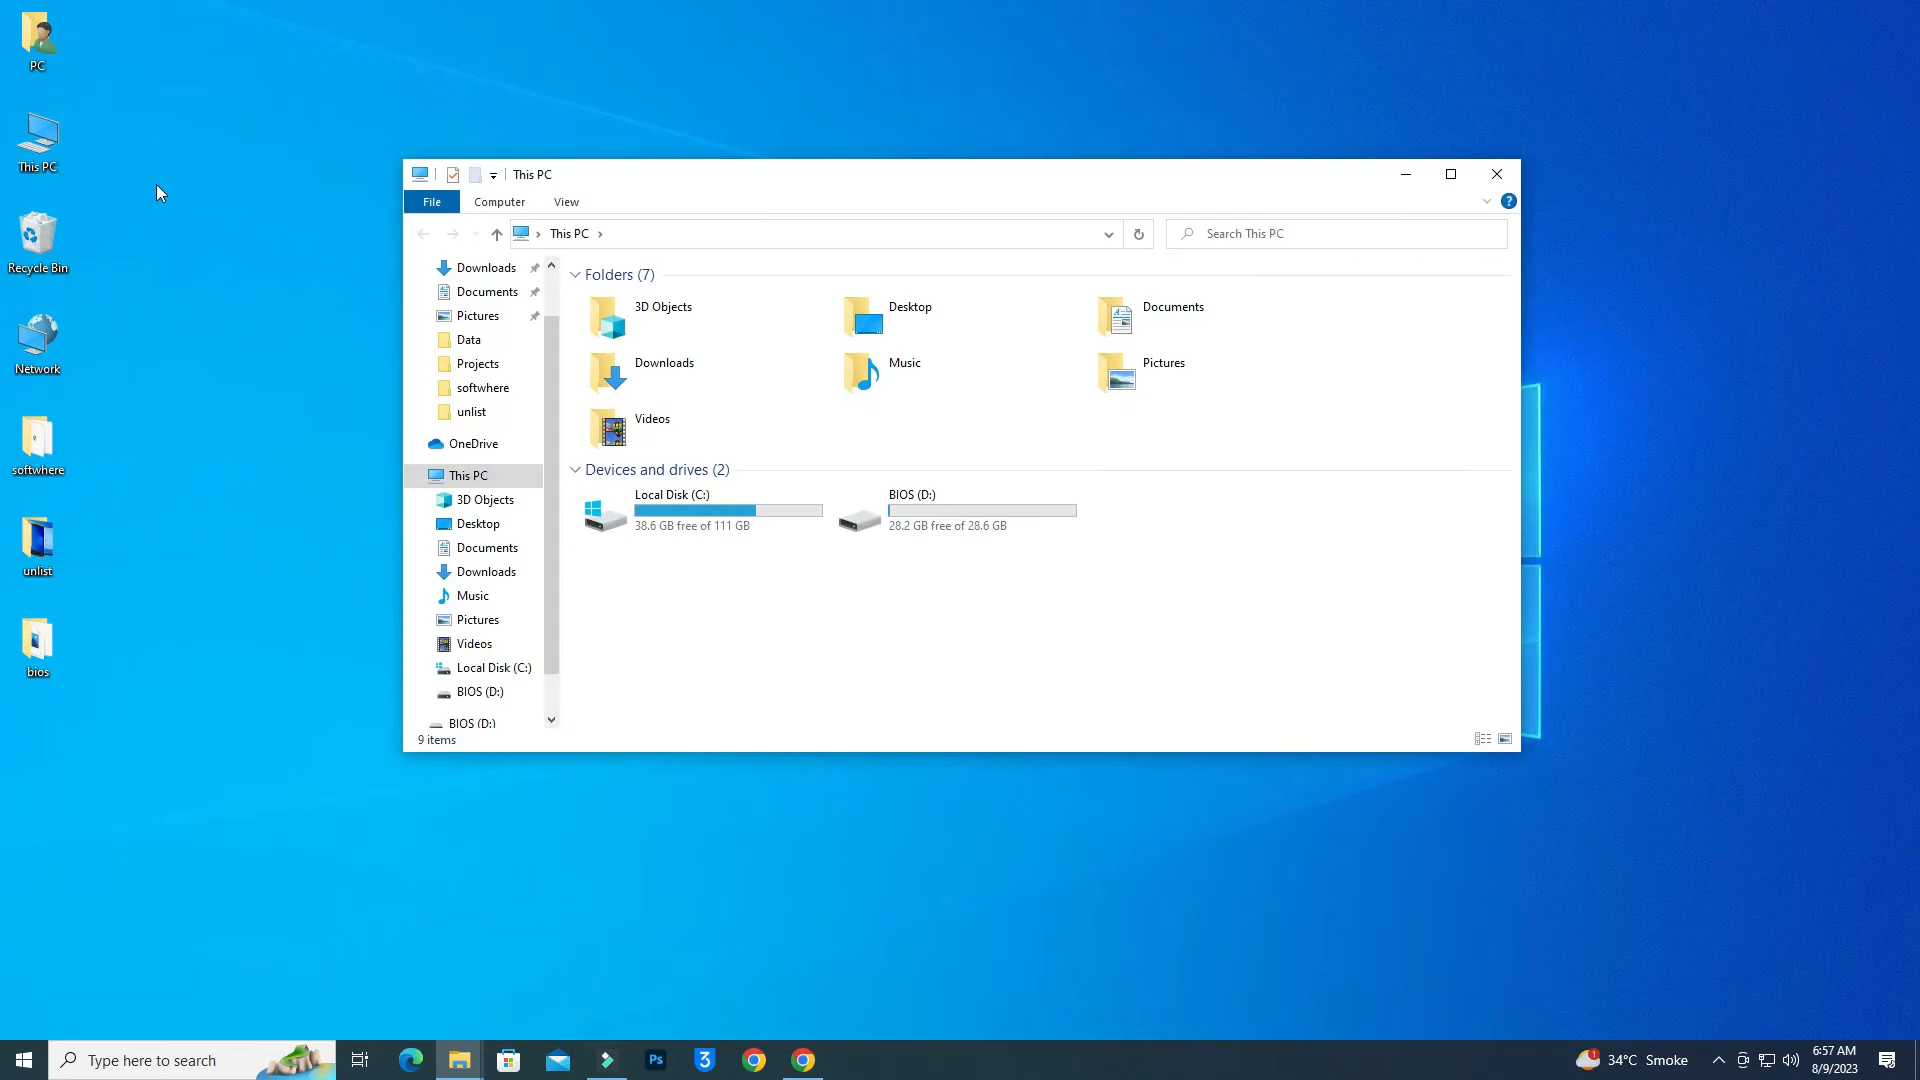 PC
This PC
Recycle Bin
Network
softwhere
unlist
bios
This PC
File
Computer
View
?
This PC
Search This PC
Downloads
Documents
Pictures
Data
Projects
softwhere
unlist
OneDrive
This PC
3D Objects
Desktop
Documents
Downloads
Music
Pictures
Videos
Local Disk (C:)
BIOS (D:)
BIOS (D:)
Folders (7)
3D Objects
Desktop
Documents
Downloads
Music
Pictures
Videos
Devices and drives (2)
Local Disk (C:)
38.6 GB free of 111 GB
BIOS (D:)
28.2 GB free of 28.6 GB
9 items
Type here to search
Ps
3
1
34°C Smoke
6:57 AM
8/9/2023